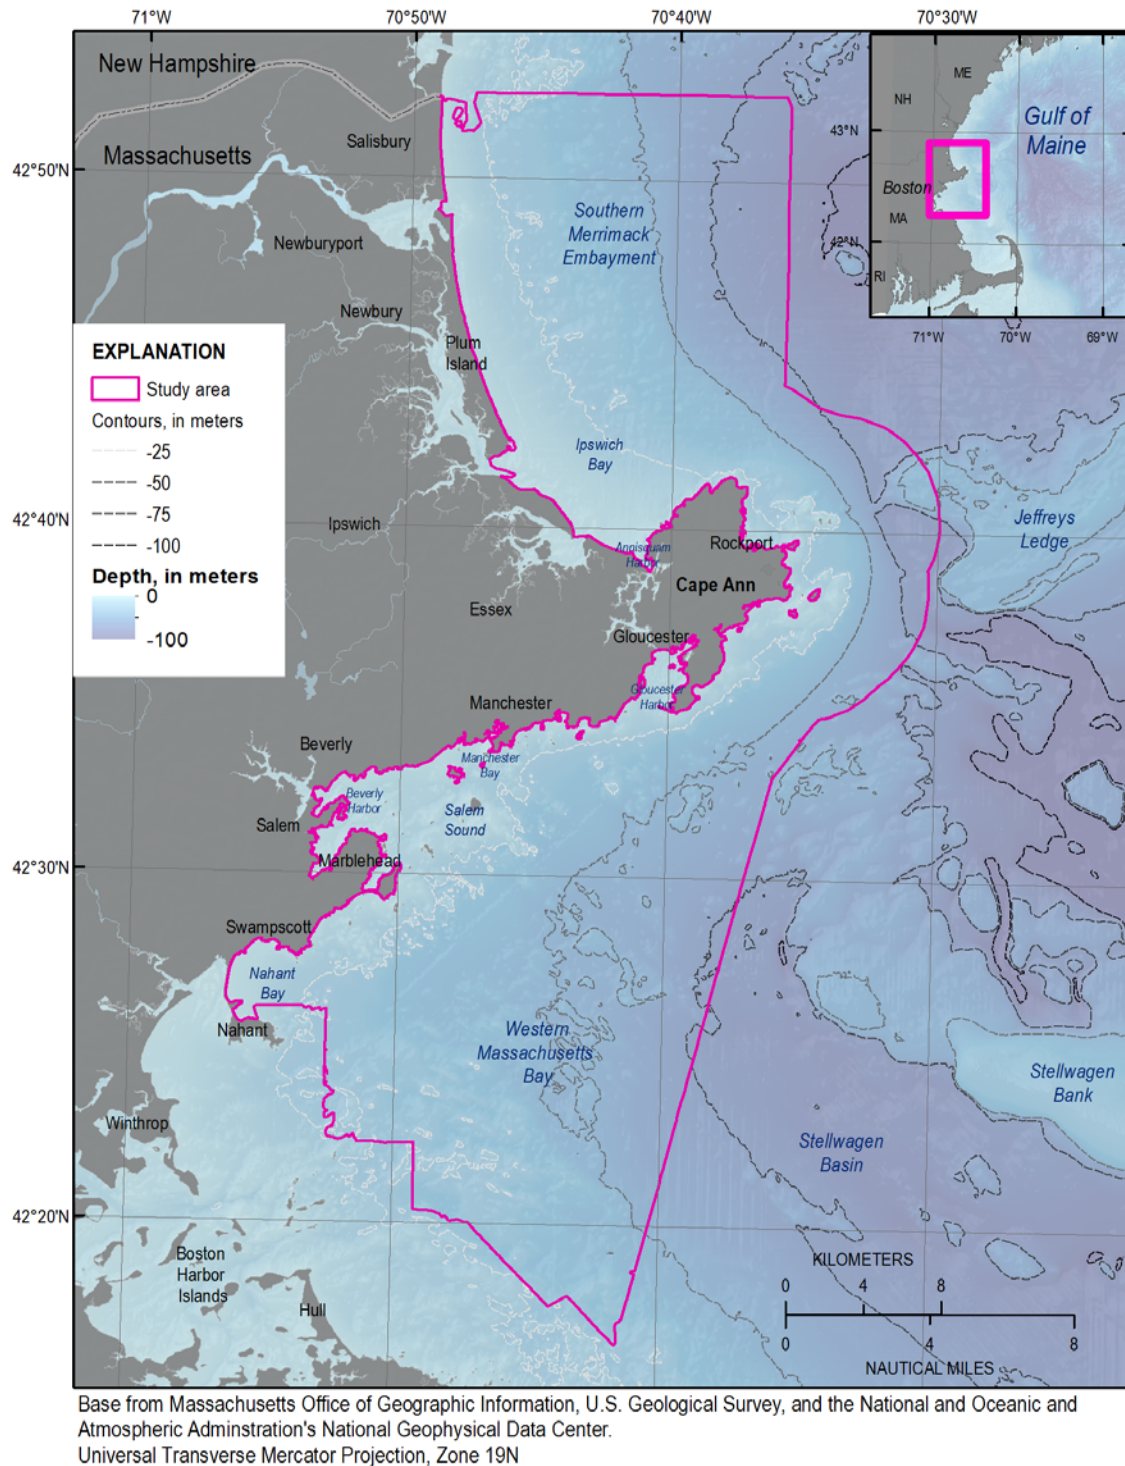 71°W 70°50'W 70°40'W 70°30'W
New Hampshire
Massachusetts
Salisbury
42°50'N
Newburyport
Newbury
Plum
Island
Southern
Merrimack
Embayment
ME
NH
43°N
Gulf of
Maine
Boston
MA
42°N
RI
71°W 70°W 69°W
EXPLANATION
Study area
Contours, in meters
-25
-50
-75
-100
Depth, in meters
0
-100
Ipswich
Bay
42°40'N
Ipswich
Annisquam
Harbor
Rockport
Cape Ann
Jeffreys
Ledge
Essex
Gloucester
Gloucester
Harbor
Manchester
Beverly
Manchester
Bay
Beverly
Harbor
Salem
Sound
Salem
Marblehead
42°30'N
Swampscott
Nahant
Bay
Nahant
Western
Massachusetts
Bay
Stellwagen
Bank
Winthrop
Stellwagen
Basin
42°20'N
Boston
Harbor
Islands
Hull
KILOMETERS
0 4 8
0 4 8
NAUTICAL MILES
Base from Massachusetts Office of Geographic Information, U.S. Geological Survey, and the National and Oceanic and
Atmospheric Adminstration's National Geophysical Data Center.
Universal Transverse Mercator Projection, Zone 19N